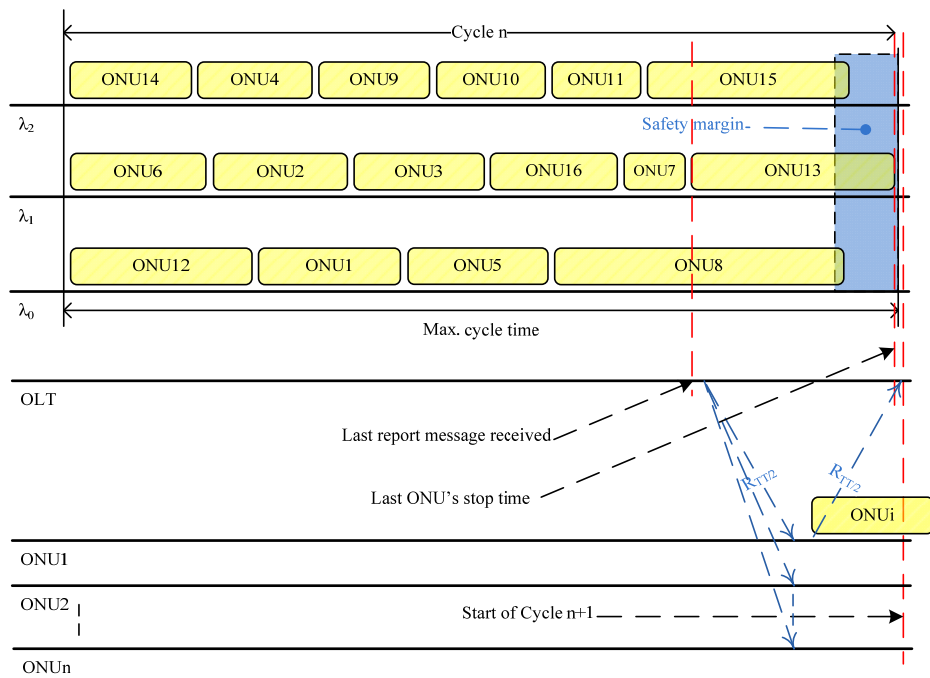 Cycle n
ONU14 ONU4 ONU9 ONU10 ONU11 ONU15
λ2
Safety margin
ONU6 ONU2 ONU3 ONU16 ONU7 ONU13
λ1
ONU12 ONU1 ONU5 ONU8
λ0
Max. cycle time
OLT
Last report message received
RTT/2 RTT/2
Last ONU's stop time
ONUi
ONU1
ONU2
Start of Cycle n+1
ONUn